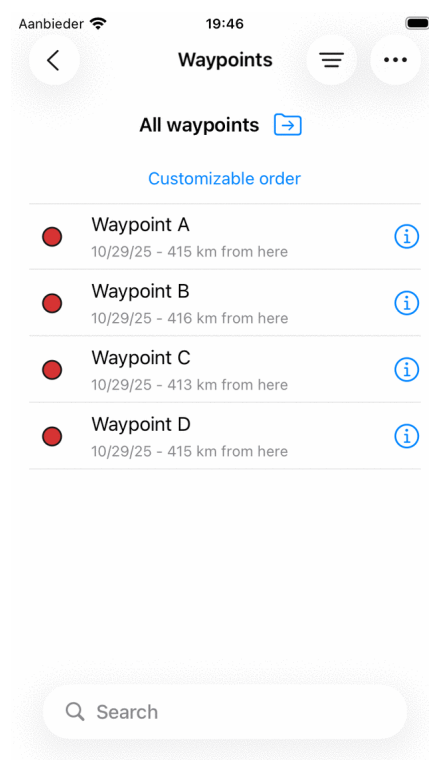 Aanbieder 19:46
Waypoints
All waypoints
Customizable order
Waypoint A
10/29/25 - 415 km from here
Waypoint B
10/29/25 - 416 km from here
Waypoint C
10/29/25 - 413 km from here
Waypoint D
10/29/25 - 415 km from here
Search